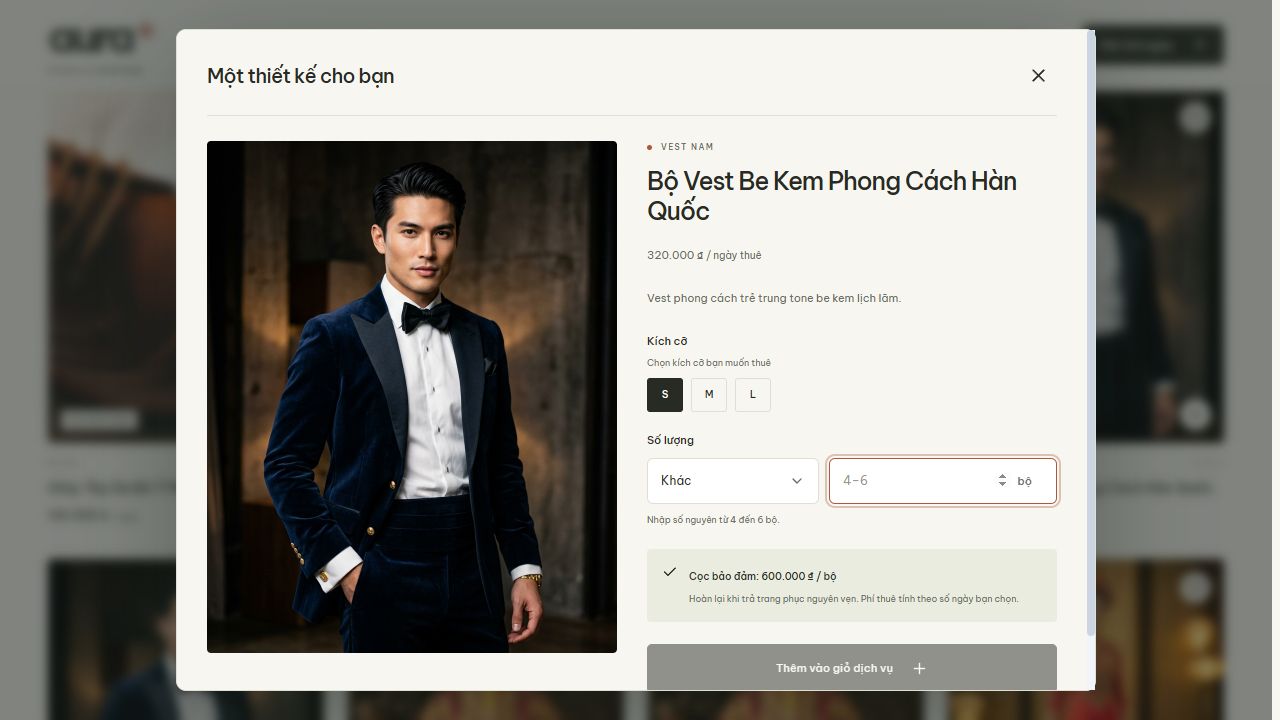 aura
Một thiết kế cho bạn
VEST NAM
Bộ Vest Be Kem Phong Cách Hàn
Quốc
320.000 ₫ / ngày thuê
Vest phong cách trẻ trung tone be kem lịch lãm.
Kích cỡ
Chọn kích cỡ bạn muốn thuê
S M L
Số lượng
Khác 4–6 bộ
Nhập số nguyên từ 4 đến 6 bộ.
Cọc bảo đảm: 600.000 ₫ / bộ
Hoàn lại khi trả trang phục nguyên vẹn. Phí thuê tính theo số ngày bạn chọn.
Thêm vào giỏ dịch vụ